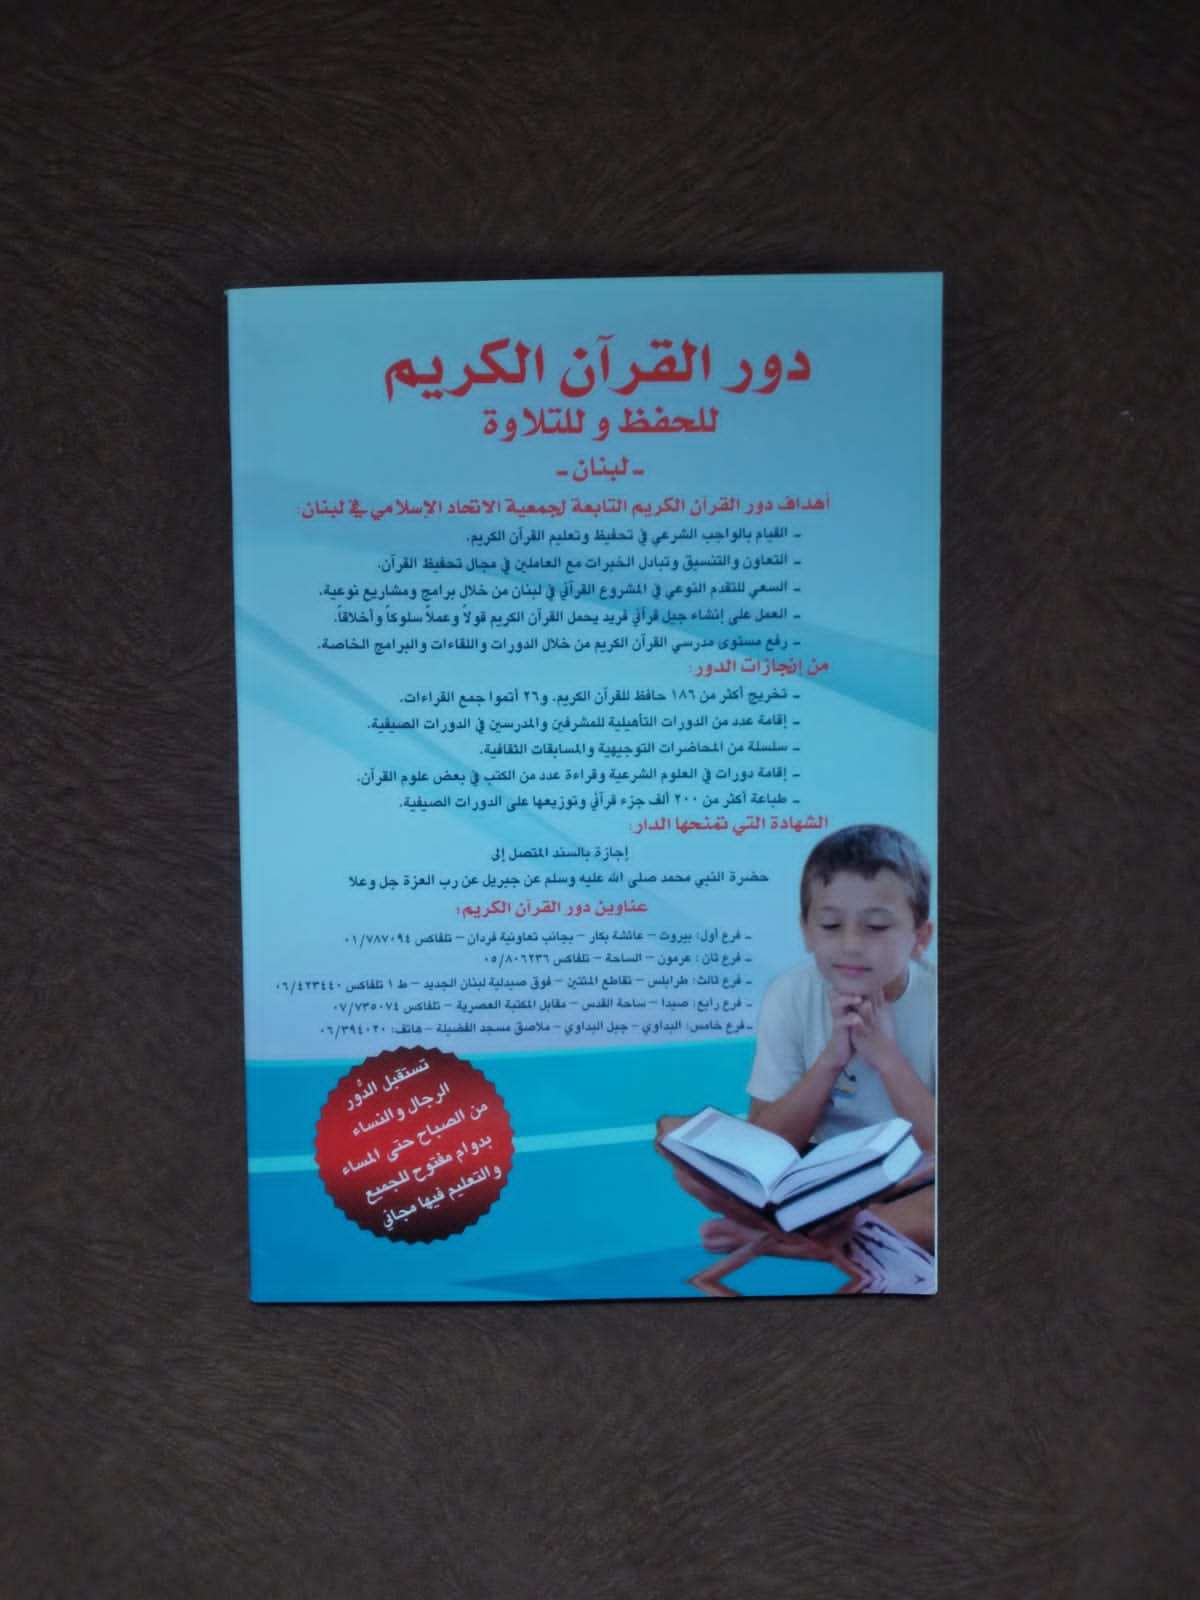 دور القرآن الكريم
للحفظ و للتلاوة
- لبنان -
أهداف دور القرآن الكريم التابعة لجمعية الاتحاد الإسلامي في لبنان:
- القيام بالواجب الشرعي في تحفيظ وتعليم القرآن الكريم.
- التعاون والتنسيق وتبادل الخبرات مع العاملين في مجال تحفيظ القرآن.
- السعي للتقدم النوعي في المشروع القرآني في لبنان من خلال برامج ومشاريع نوعية.
- العمل على إنشاء جيل قرآني فريد يحمل القرآن الكريم قولاً وعملاً سلوكاً وأخلاقاً.
- رفع مستوى مدرسي القرآن الكريم من خلال الدورات واللقاءات والبرامج الخاصة.
من إنجازات الدور:
- تخريج أكثر من ١٨٦ حافظ للقرآن الكريم. و٢٦ أتموا جمع القراءات.
- إقامة عدد من الدورات التأهيلية للمشرفين والمدرسين في الدورات الصيفية.
- سلسلة من المحاضرات التوجيهية والمسابقات الثقافية.
- إقامة دورات في العلوم الشرعية وقراءة عدد من الكتب في بعض علوم القرآن.
- طباعة أكثر من ٢٠٠ ألف جزء قرآني وتوزيعها على الدورات الصيفية.
الشهادة التي تمنحها الدار:
إجازة بالسند المتصل إلى
حضرة النبي محمد صلى الله عليه وسلم عن جبريل عن رب العزة جل وعلا
عناوين دور القرآن الكريم:
- فرع أول: بيروت - عائشة بكار - بجانب تعاونية فردان - تلفاكس ٠١/٧٨٧٠٩٤
- فرع ثان: عرمون - الساحة - تلفاكس ٠٥/٨٠٦٢٣٦
- فرع ثالث: طرابلس - تقاطع المئتين - فوق صيدلية لبنان الجديد - ط ١ تلفاكس ٠٦/٤٢٣٤٤٠
- فرع رابع: صيدا - ساحة القدس - مقابل المكتبة العصرية - تلفاكس ٠٧/٧٣٥٠٧٤
- فرع خامس: البداوي - جبل البداوي - ملاصق مسجد الفضيلة - هاتف: ٠٦/٣٩٤٠٢٠
تستقبل الدُّور
الرجال والنساء
من الصباح حتى المساء
بدوام مفتوح للجميع
والتعليم فيها مجاني